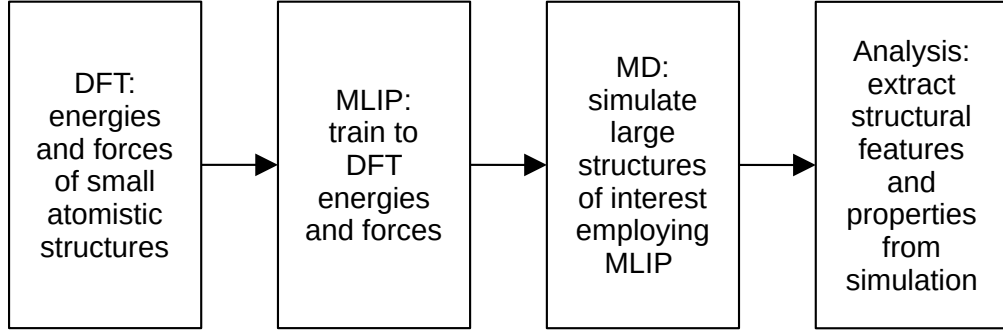 DFT:
energies
and forces
of small
atomistic
structures
MLIP:
train to
DFT
energies
and forces
MD:
simulate
large
structures
of interest
employing
MLIP
Analysis:
extract
structural
features
and
properties
from
simulation